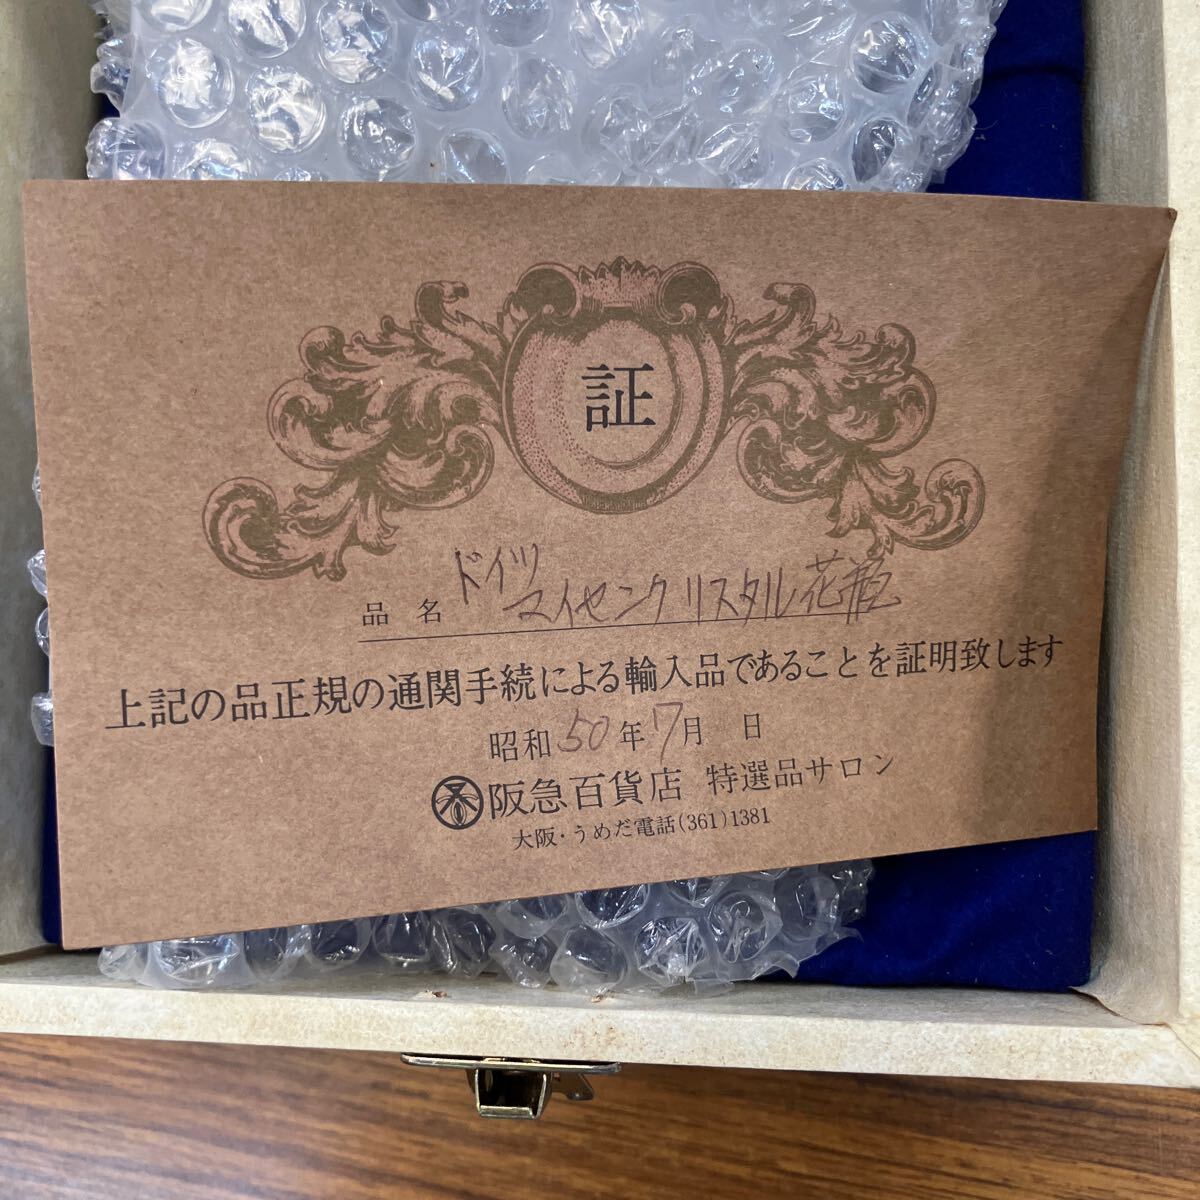 証
品名 ドイツ
マイセンクリスタル花瓶
上記の品正規の通関手続による輸入品であることを証明致します
昭和50年7月 日
阪急百貨店 特選品サロン
大阪・うめだ電話(361)1381